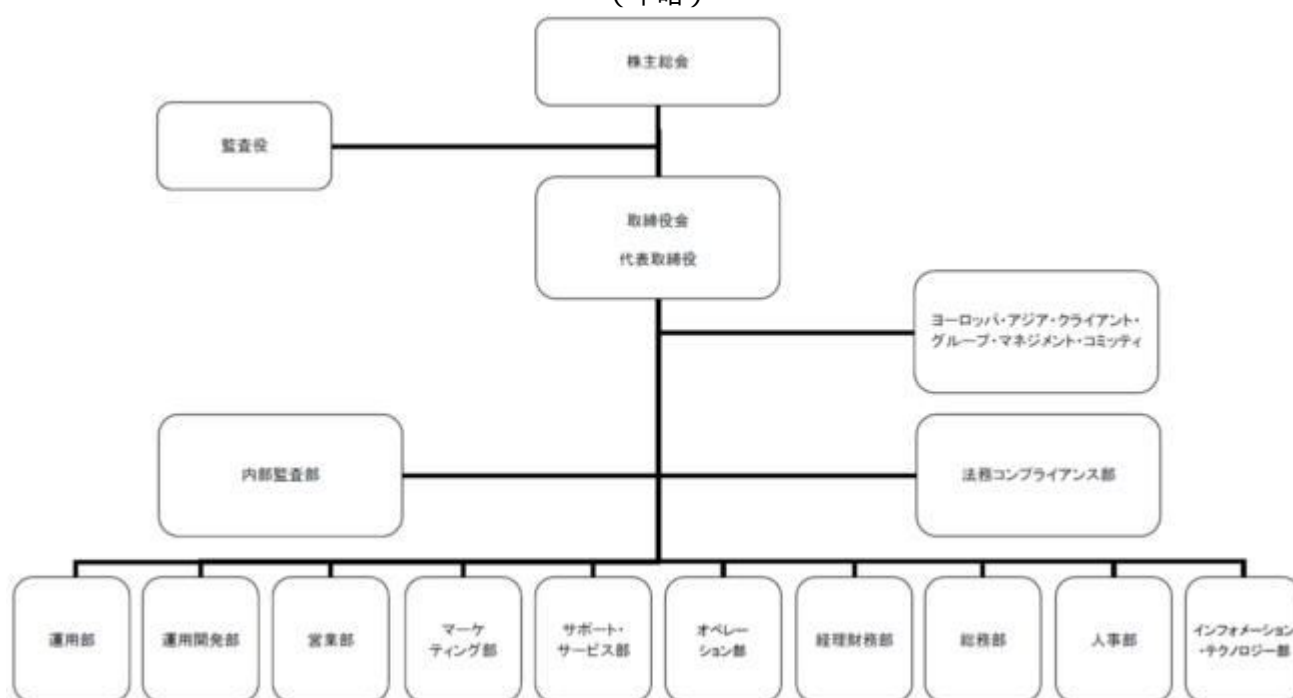 (中略)
株主総会
監査役
取締役会
代表取締役
ヨーロッパ・アジア・クライアント・
グループ・マネジメント・コミッティ
内部監査部
法務コンプライアンス部
運用部
運用開発部
営業部
マーケ
ティング部
サポート・
サービス部
オペレー
ション部
経理財務部
総務部
人事部
インフォメーション
・テクノロジー部